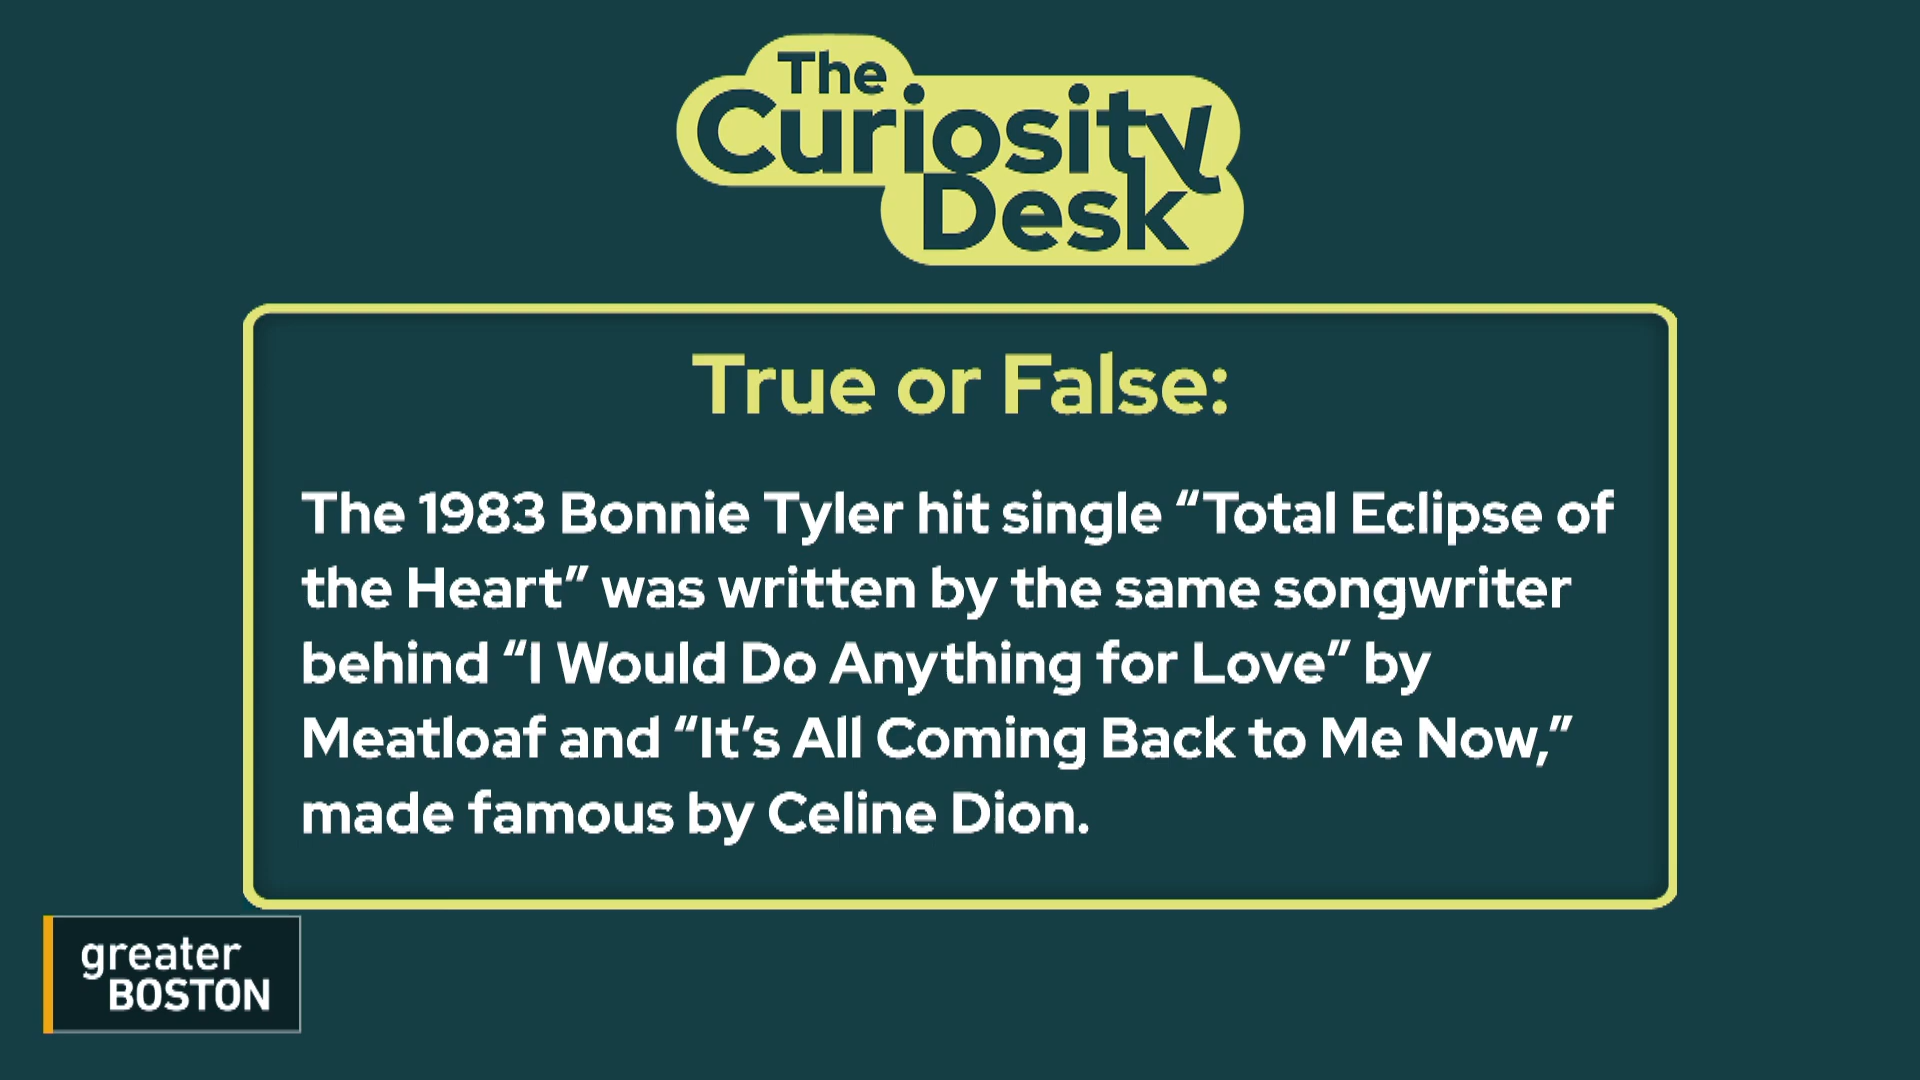 The
Curiosity
Desk
True or False:
The 1983 Bonnie Tyler hit single “Total Eclipse of
the Heart” was written by the same songwriter
behind “I Would Do Anything for Love” by
Meatloaf and “It’s All Coming Back to Me Now,”
made famous by Celine Dion.
greater
BOSTON